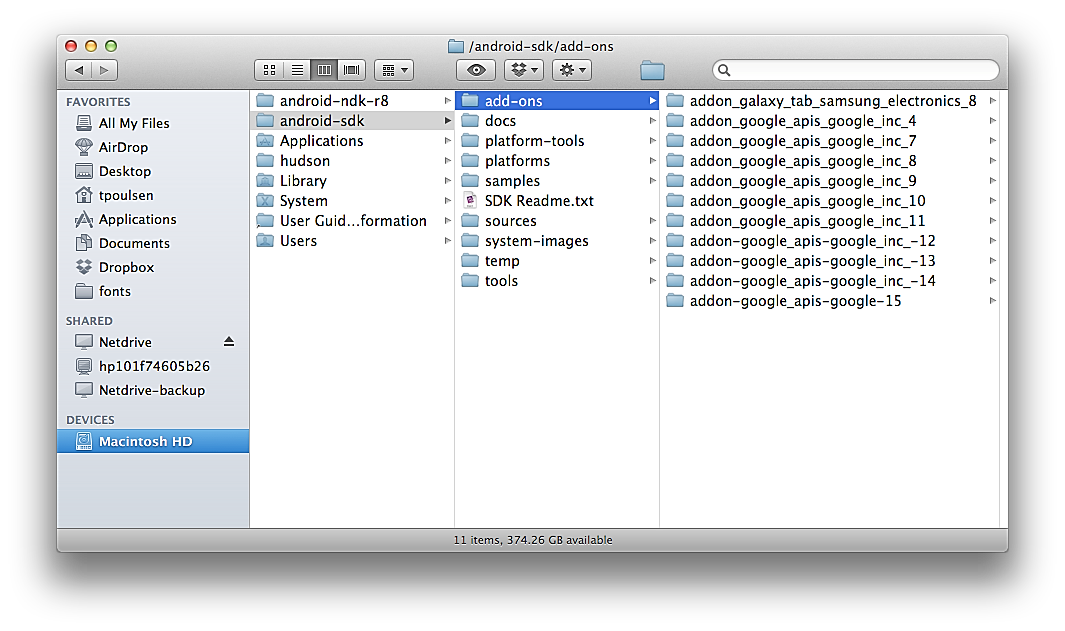 /android-sdk/add-ons
FAVORITES
All My Files
AirDrop
Desktop
tpoulsen
Applications
Documents
Dropbox
fonts
SHARED
Netdrive
hp101f74605b26
Netdrive-backup
DEVICES
Macintosh HD
android-ndk-r8
android-sdk
Applications
hudson
Library
System
User Guid...formation
Users
add-ons
docs
platform-tools
platforms
samples
SDK Readme.txt
sources
system-images
temp
tools
addon_galaxy_tab_samsung_electronics_8
addon_google_apis_google_inc_4
addon_google_apis_google_inc_7
addon_google_apis_google_inc_8
addon_google_apis_google_inc_9
addon_google_apis_google_inc_10
addon_google_apis_google_inc_11
addon-google_apis-google_inc_-12
addon-google_apis-google_inc_-13
addon-google_apis-google_inc_-14
addon-google_apis-google-15
11 items, 374.26 GB available